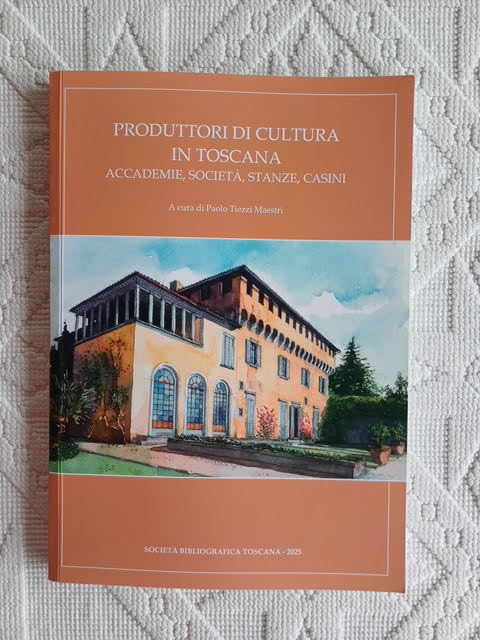 PRODUTTORI DI CULTURA
IN TOSCANA
ACCADEMIE, SOCIETÀ, STANZE, CASINI
A cura di Paolo Tiezzi Maestri
SOCIETÀ BIBLIOGRAFICA TOSCANA - 2025